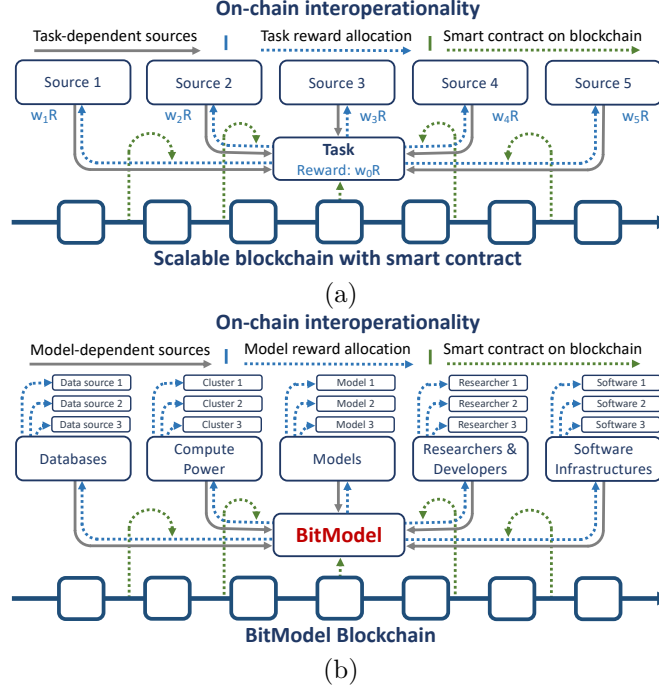 On-chain interoperationality
Task-dependent sources
Task reward allocation
Smart contract on blockchain
Source 1
Source 2
Source 3
Source 4
Source 5
w₁R
w₂R
w₃R
w₄R
w₅R
Task
Reward: w₀R
Scalable blockchain with smart contract
(a)
On-chain interoperationality
Model-dependent sources
Model reward allocation
Smart contract on blockchain
Data source 1
Cluster 1
Model 1
Researcher 1
Software 1
Data source 2
Cluster 2
Model 2
Researcher 2
Software 2
Data source 3
Cluster 3
Model 3
Researcher 3
Software 3
Databases
Compute
Power
Models
Researchers &
Developers
Software
Infrastructures
BitModel
BitModel Blockchain
(b)